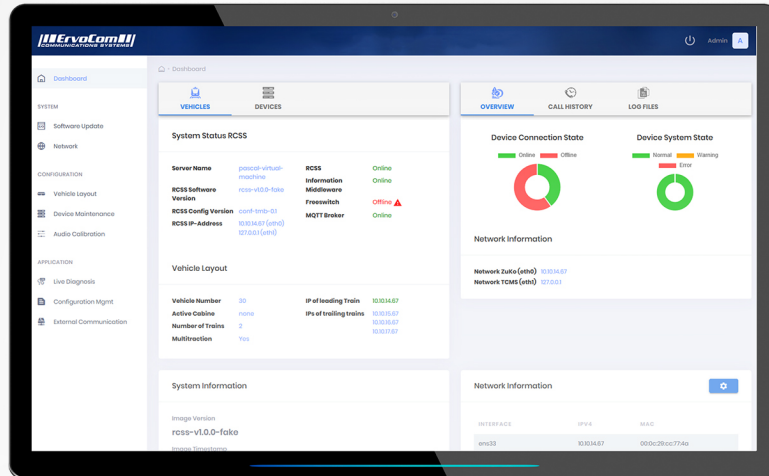 ErvoCom
COMMUNICATIONS SYSTEMS
Admin
A
Dashboard
SYSTEM
Software Update
Network
CONFIGURATION
Vehicle Layout
Device Maintenance
Audio Calibration
APPLICATION
Live Diagnosis
Configuration Mgmt
External Communication
Dashboard
VEHICLES
DEVICES
System Status RCSS
Server Name pascal-virtual-
machine
RCSS Software rcss-v1.0.0-fake
Version
RCSS Config Version conf-tmb-0.1
RCSS IP-Address 10.10.14.67 (eth0)
127.0.0.1 (eth1)
RCSS Online
Information Online
Middleware
Freeswitch Offline
MQTT Broker Online
Vehicle Layout
Vehicle Number 30
Active Cabine none
Number of Trains 2
Multitraction Yes
IP of leading Train 10.10.14.67
IPs of trailing trains 10.10.15.67
10.10.16.67
10.10.17.67
System Information
Image Version
rcss-v1.0.0-fake
Image Timestamp
OVERVIEW
CALL HISTORY
LOG FILES
Device Connection State
Online Offline
Device System State
Normal Warning
Error
Network Information
Network ZuKo (eth0) 10.10.14.67
Network TCMS (eth1) 127.0.0.1
Network Information
INTERFACE IPV4 MAC
ens33 10.10.14.67 00:0c:29:cc:77:4a